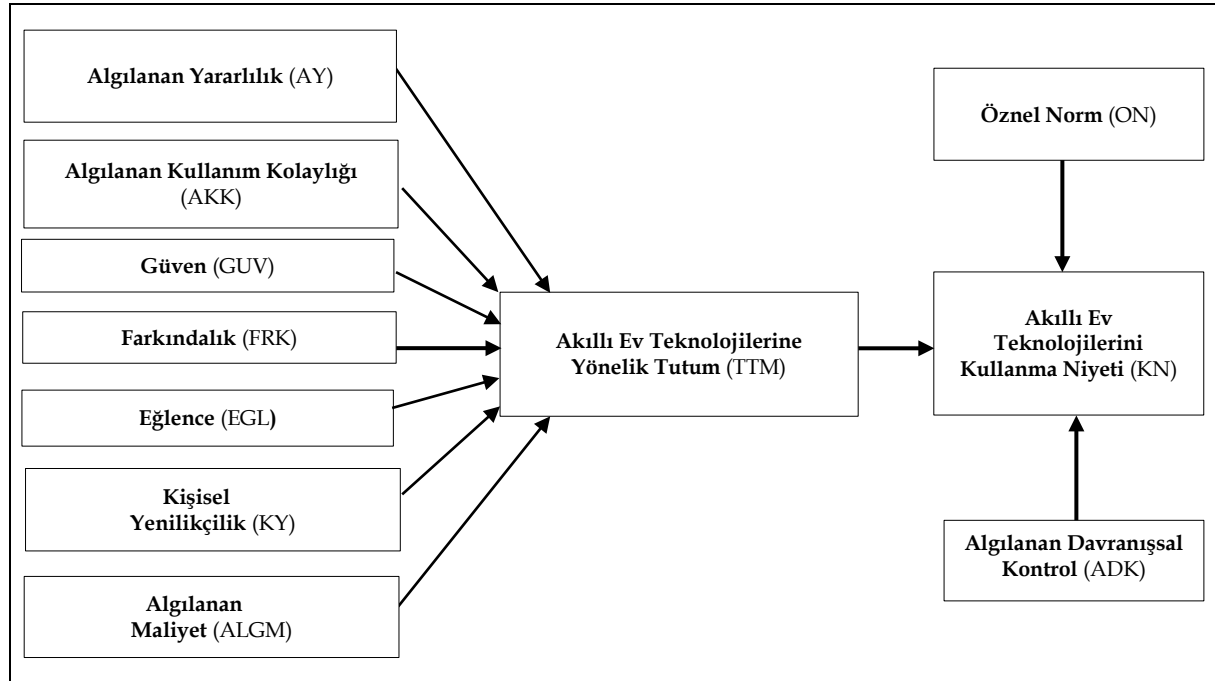 Algılanan Yararlılık (AY)
Algılanan Kullanım Kolaylığı
(AKK)
Güven (GUV)
Farkındalık (FRK)
Eğlence (EGL)
Kişisel
Yenilikçilik (KY)
Algılanan
Maliyet (ALGM)
Akıllı Ev Teknolojilerine
Yönelik Tutum (TTM)
Öznel Norm (ON)
Akıllı Ev
Teknolojilerini
Kullanma Niyeti (KN)
Algılanan Davranışsal
Kontrol (ADK)